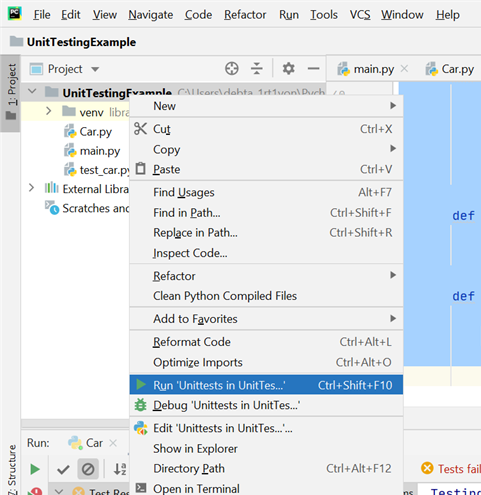 PC File Edit View Navigate Code Refactor Run Tools VCS Window Help
UnitTestingExample
1: Project
Project
main.py
Car.py
UnitTestingExample C:\Users\debta_1rt1von\Pych
venv
Car.py
main.py
test_car.py
External Libra
Scratches and
New
Cut Ctrl+X
Copy
Paste Ctrl+V
Find Usages Alt+F7
Find in Path... Ctrl+Shift+F
Replace in Path... Ctrl+Shift+R
Inspect Code...
Refactor
Clean Python Compiled Files
Add to Favorites
Reformat Code Ctrl+Alt+L
Optimize Imports Ctrl+Alt+O
Run 'Unittests in UnitTes...' Ctrl+Shift+F10
Debug 'Unittests in UnitTes...'
Edit 'Unittests in UnitTes...'...
Show in Explorer
Directory Path Ctrl+Alt+F12
Open in Terminal
def
def
Run: Car
Tests fail
Test Res
Testing
Z: Structure